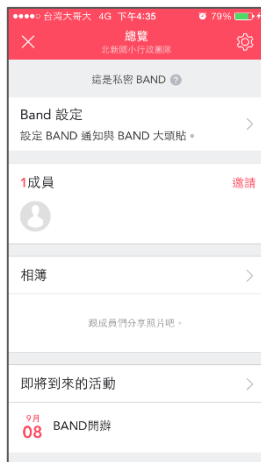 台灣大哥大 4G 下午4:35 79%
總覽
北新國小行政團隊
這是私密 BAND ?
Band 設定
設定 BAND 通知與 BAND 大頭貼。
1成員 邀請
相簿
跟成員們分享照片吧。
即將到來的活動
9月
08 BAND開辦